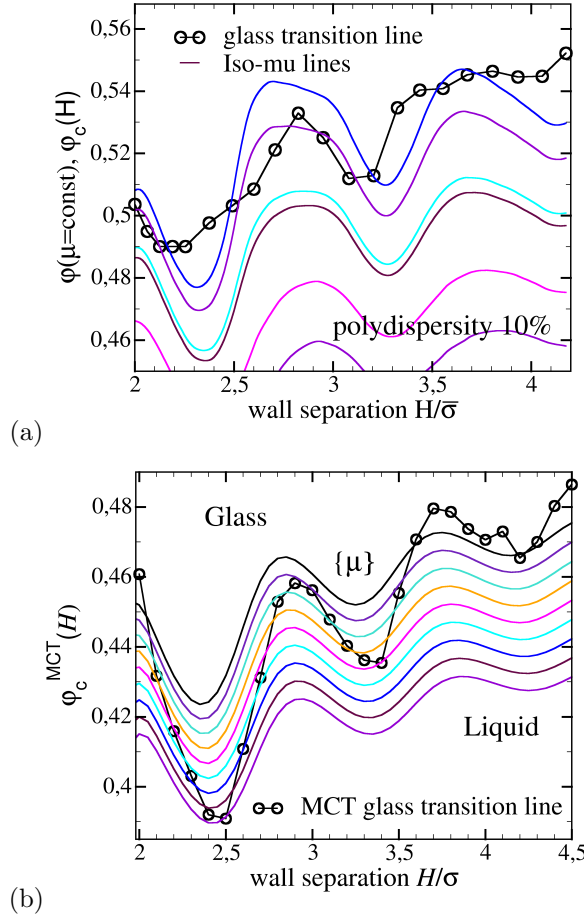 glass transition line
Iso-mu lines
0,54
0,52
0,5
0,48
0,46
φ(μ=const), φ_c(H)
polydispersity 10%
2 2,5 3 3,5 4
wall separation H/σ̅
(a)
Glass
{μ}
0.48
0.46
0.44
0.42
0.4
φ_c^MCT(H)
Liquid
MCT glass transition line
2 2,5 3 3,5 4 4,5
wall separation H/σ
(b)